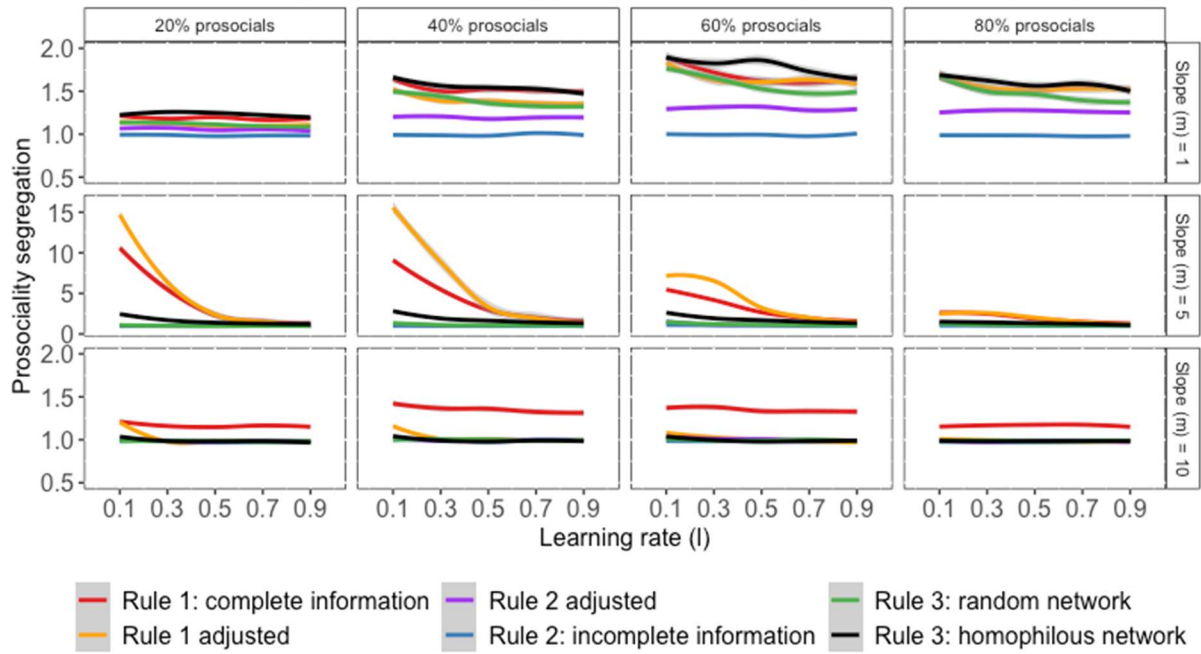 20% prosocials 40% prosocials 60% prosocials 80% prosocials
2.0
1.5
1.0
0.5
Slope (m) = 1
15
10
5
0
Slope (m) = 5
2.0
1.5
1.0
0.5
Slope (m) = 10
Prosociality segregation
0.1 0.3 0.5 0.7 0.9 0.1 0.3 0.5 0.7 0.9 0.1 0.3 0.5 0.7 0.9 0.1 0.3 0.5 0.7 0.9
Learning rate (l)
Rule 1: complete information Rule 2 adjusted Rule 3: random network
Rule 1 adjusted Rule 2: incomplete information Rule 3: homophilous network